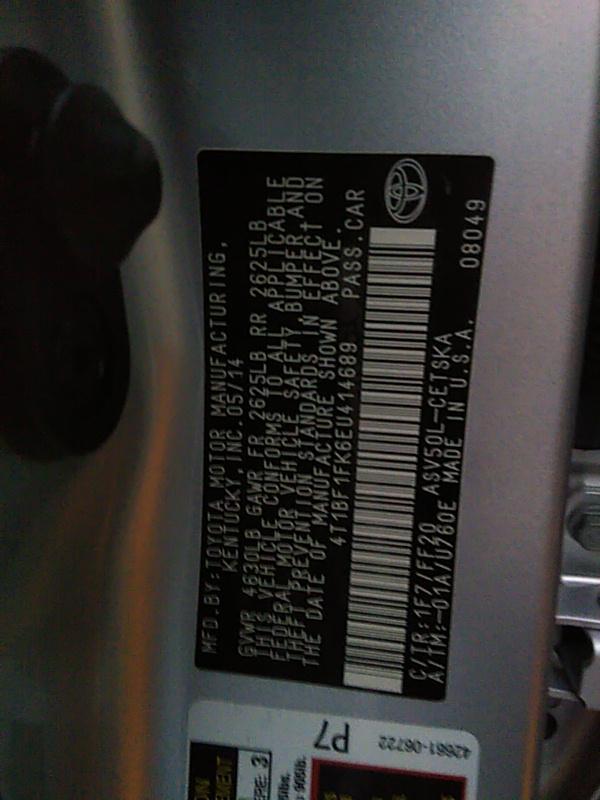 MFD.BY:TOYOTA MOTOR MANUFACTURING,
KENTUCKY, INC.05/14
GVWR 4630LB GAWR FR 2625LB RR 2625LB
THIS VEHICLE CONFORMS TO ALL APPLICABLE
FEDERAL MOTOR VEHICLE SAFETY BUMPER, AND
THEFT PREVENTION STANDARDS IN EFFECT ON
THE DATE OF MANUFACTURE SHOWN ABOVE.
4T1BF1FK6EU414689 PASS.CAR
C/TR:1F7/FF20 ASV50L-CETSKA
A/TM:-01A/U760E MADE IN U.S.A. 08049
P7
42661-06722
3